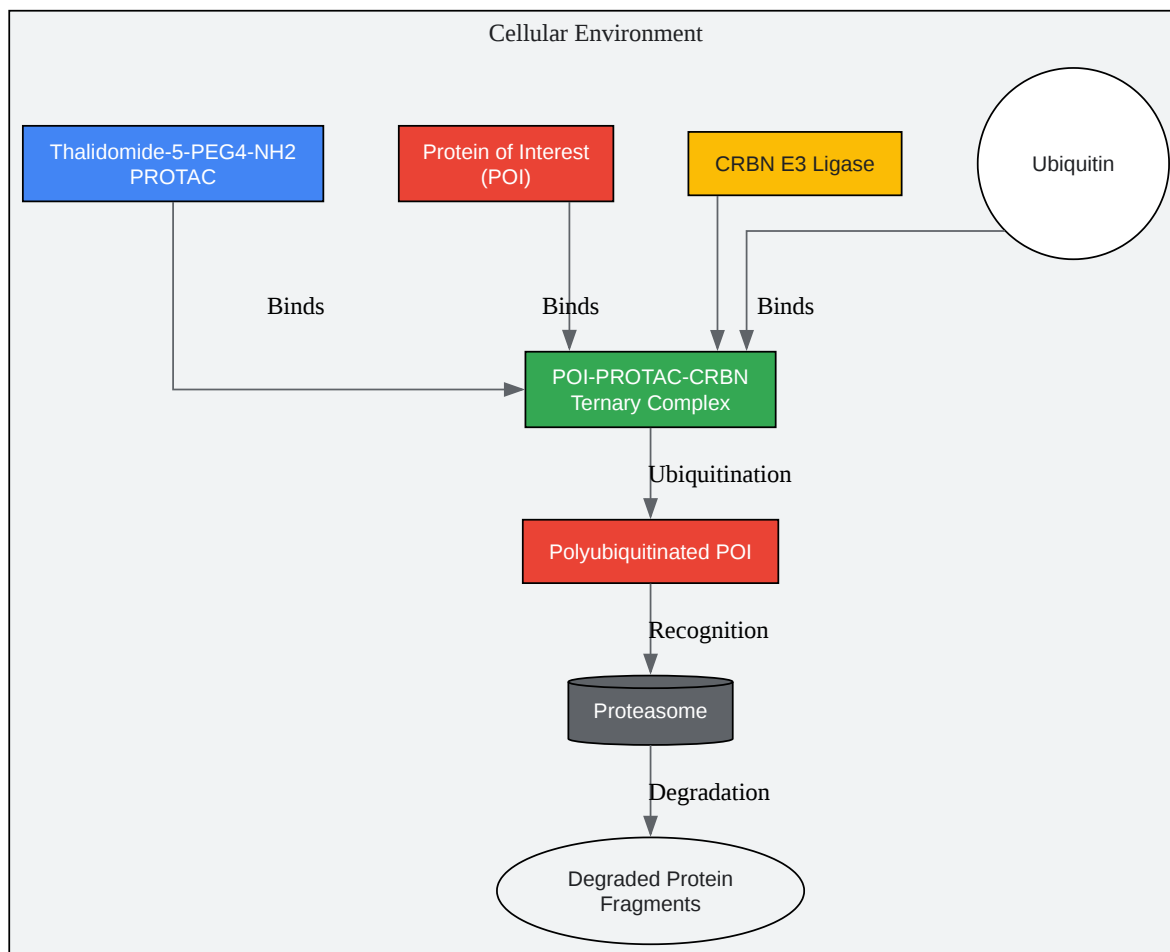 Cellular Environment
Thalidomide-5-PEG4-NH2
PROTAC
Protein of Interest
(POI)
CRBN E3 Ligase
Ubiquitin
Binds
Binds
Binds
POI-PROTAC-CRBN
Ternary Complex
Ubiquitination
Polyubiquitinated POI
Recognition
Proteasome
Degradation
Degraded Protein
Fragments